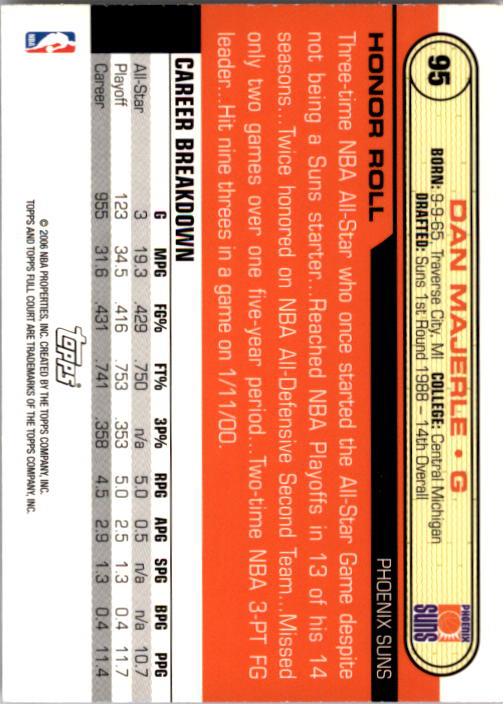 95
DAN MAJERLE • G
BORN: 9-9-65, Traverse City, MI COLLEGE: Central Michigan
DRAFTED: Suns 1st Round 1988 – 14th Overall
PHOENIX
SUNS
HONOR ROLL
PHOENIX SUNS
Three-time NBA All-Star who once started the All-Star Game despite
not being a Suns starter...Reached NBA Playoffs in 13 of his 14
seasons...Twice honored on NBA All-Defensive Second Team...Missed
only two games over one five-year period...Two-time NBA 3-PT FG
leader...Hit nine threes in a game on 1/11/00.
CAREER BREAKDOWN
G MPG FG% FT% 3P% RPG APG SPG BPG PPG
All-Star 3 19.3 .429 .750 n/a 5.0 0.5 n/a n/a 10.7
Playoff 123 34.5 .416 .753 .353 5.0 2.5 1.3 0.4 11.7
Career 955 31.6 .431 .741 .358 4.5 2.9 1.3 0.4 11.4
NBA
Topps
© 2006 NBA PROPERTIES, INC. CREATED BY THE TOPPS COMPANY, INC.
TOPPS AND TOPPS FULL COURT ARE TRADEMARKS OF THE TOPPS COMPANY, INC.